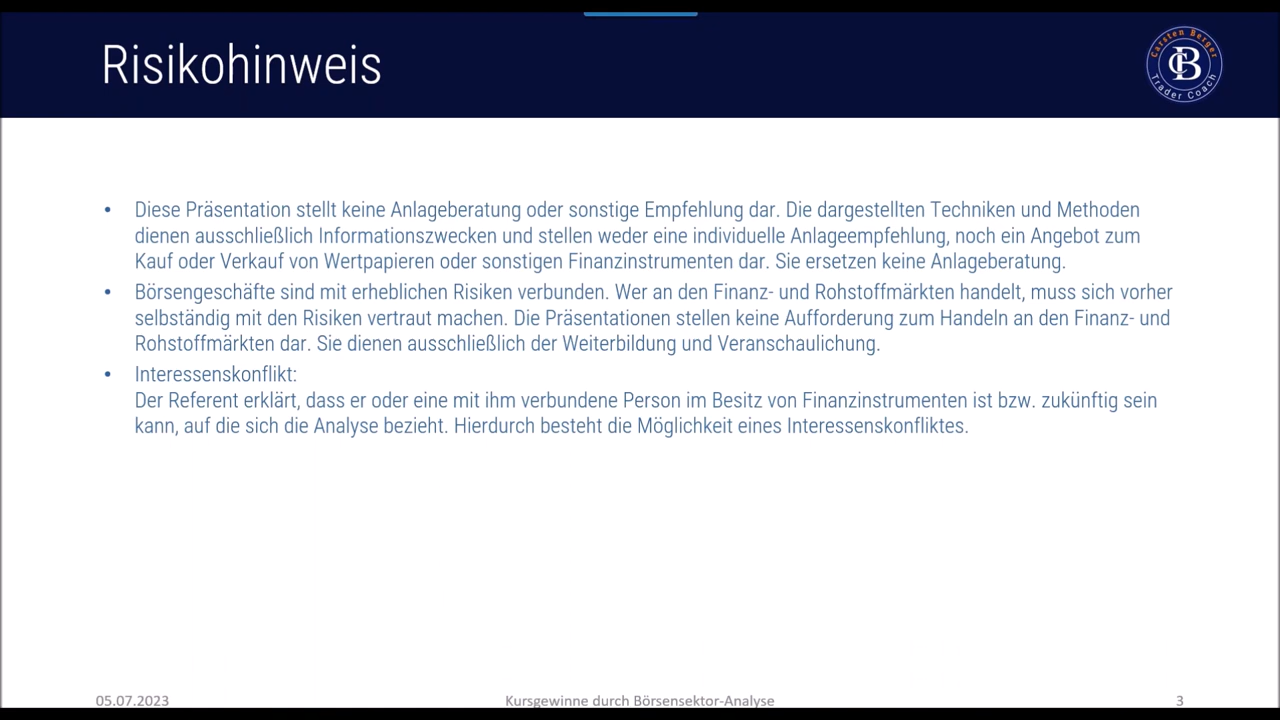 Risikohinweis
Carsten Berger
CB
Trader Coach
• Diese Präsentation stellt keine Anlageberatung oder sonstige Empfehlung dar. Die dargestellten Techniken und Methoden
dienen ausschließlich Informationszwecken und stellen weder eine individuelle Anlageempfehlung, noch ein Angebot zum
Kauf oder Verkauf von Wertpapieren oder sonstigen Finanzinstrumenten dar. Sie ersetzen keine Anlageberatung.
• Börsengeschäfte sind mit erheblichen Risiken verbunden. Wer an den Finanz- und Rohstoffmärkten handelt, muss sich vorher
selbständig mit den Risiken vertraut machen. Die Präsentationen stellen keine Aufforderung zum Handeln an den Finanz- und
Rohstoffmärkten dar. Sie dienen ausschließlich der Weiterbildung und Veranschaulichung.
• Interessenskonflikt:
Der Referent erklärt, dass er oder eine mit ihm verbundene Person im Besitz von Finanzinstrumenten ist bzw. zukünftig sein
kann, auf die sich die Analyse bezieht. Hierdurch besteht die Möglichkeit eines Interessenskonfliktes.
05.07.2023
Kursgewinne durch Börsensektor-Analyse
3